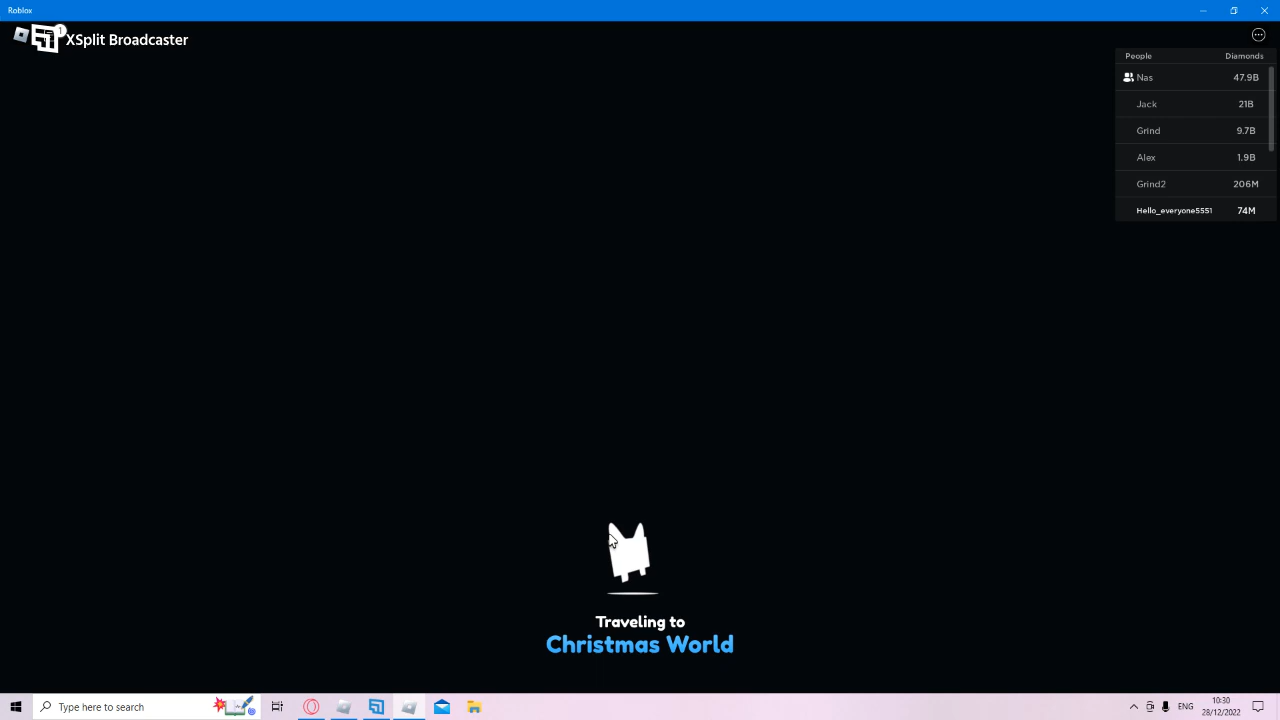 Roblox
1
XSplit Broadcaster
People Diamonds
Nas 47.9B
Jack 21B
Grind 9.7B
Alex 1.9B
Grind2 206M
Hello_everyone5551 74M
Traveling to
Christmas World
Type here to search
ENG
10:30
28/12/2022